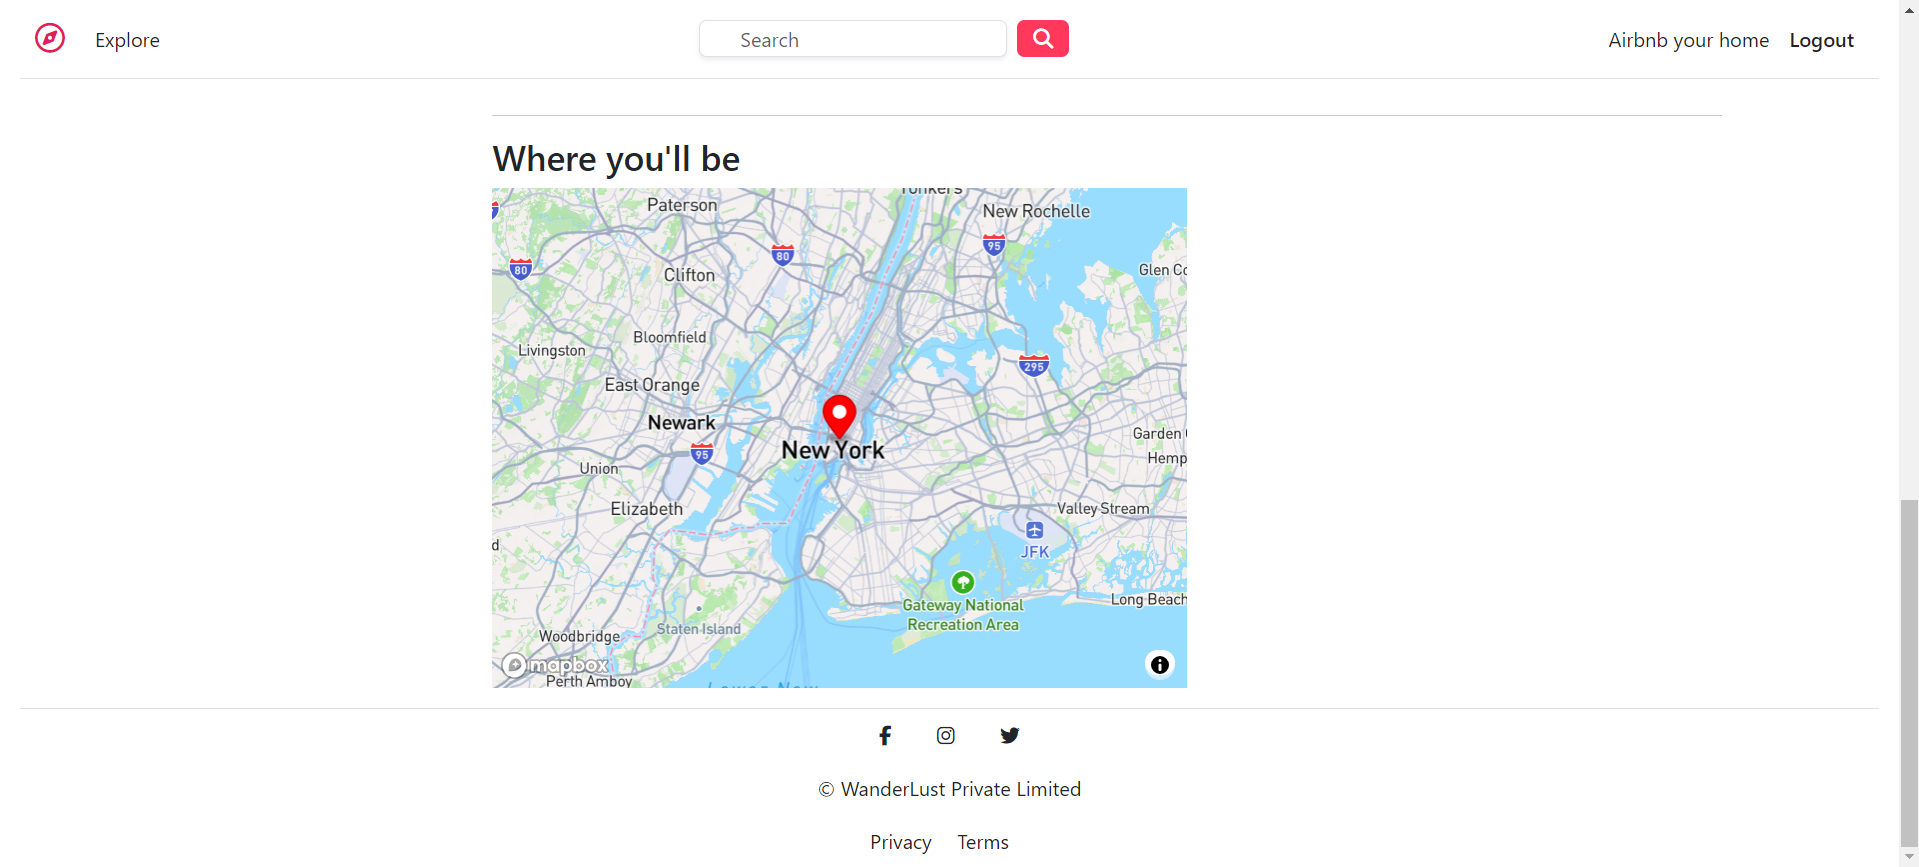 Explore
Search
Airbnb your home
Logout
Where you'll be
Yonkers
Paterson
New Rochelle
95
80
80
Glen Co
Clifton
Bloomfield
Livingston
295
East Orange
Newark
Garden
New York
95
Hemp
Union
Elizabeth
Valley Stream
d
JFK
Gateway National
Recreation Area
Long Beach
Woodbridge
Staten Island
mapbox
Perth Amboy
Lower New
© WanderLust Private Limited
Privacy
Terms